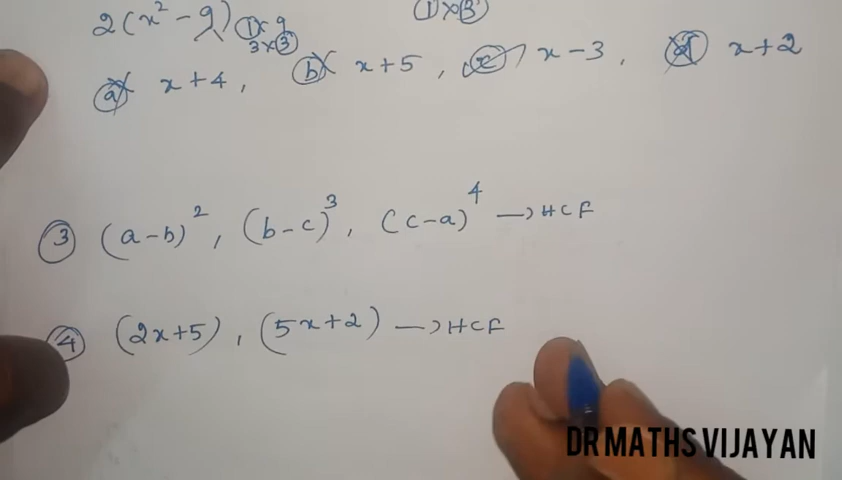 2(x² - 9) ① × 9
3 × ③
① × ③
ⓐ x + 4, ⓑ x + 5, ⓒ x - 3, ⓓ x + 2
③ (a - b)², (b - c)³, (c - a)⁴ → HCF
④ (2x + 5), (5x + 2) → HCF
DR MATHS VIJAYAN